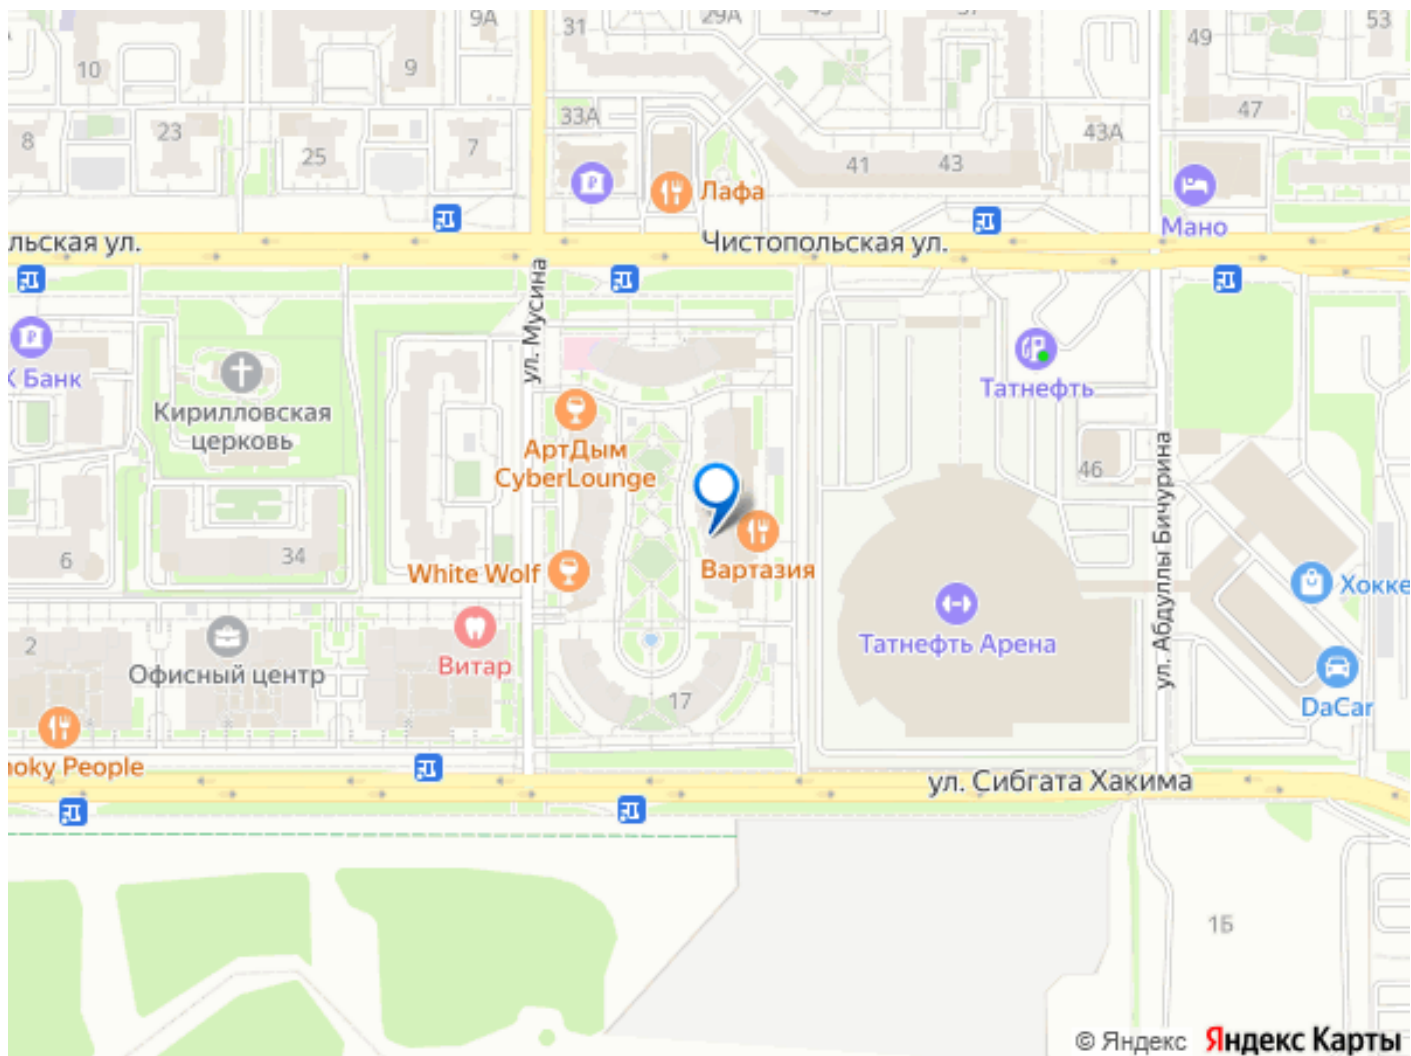 9А
31
29А
49
53
10
9
33А
47
8
23
25
7
41
43
43А
Лафа
Мано
льская ул.
Чистопольская ул.
ул. Мусина
Банк
Татнефть
Кирилловская
церковь
АртДым
CyberLounge
46
ул. Абдуллы Бичурина
6
34
White Wolf
Вартазия
Хокке
2
Офисный центр
Витар
Татнефть Арена
17
DaCar
oky People
ул. Сибгата Хакима
1Б
© Яндекс Яндекс Карты